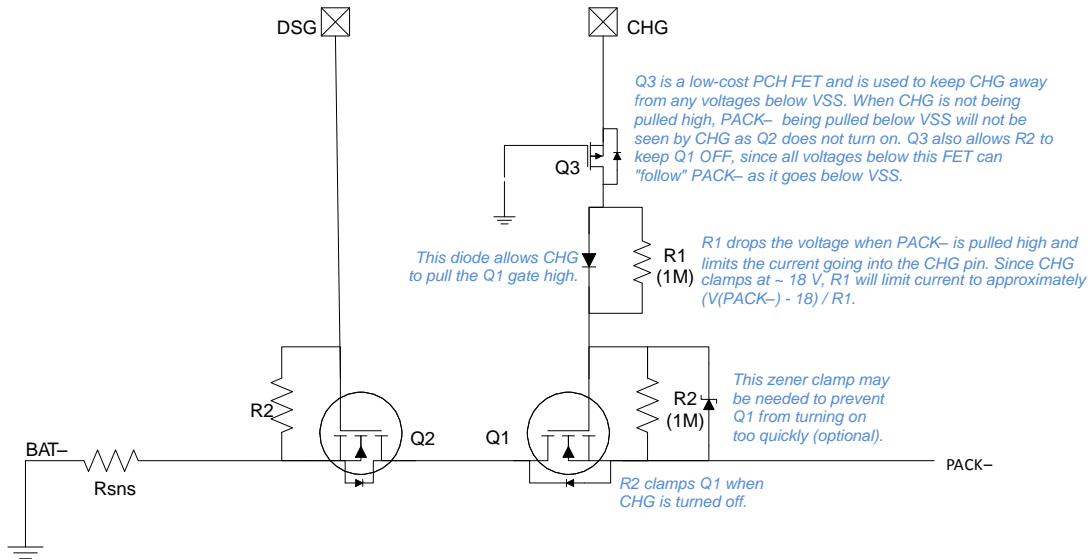 DSG
CHG
Q3 is a low-cost PCH FET and is used to keep CHG away
from any voltages below VSS. When CHG is not being
pulled high, PACK– being pulled below VSS will not be
seen by CHG as Q2 does not turn on. Q3 also allows R2 to
keep Q1 OFF, since all voltages below this FET can
"follow" PACK– as it goes below VSS.
Q3
This diode allows CHG
to pull the Q1 gate high.
R1
(1M)
R1 drops the voltage when PACK– is pulled high and
limits the current going into the CHG pin. Since CHG
clamps at ~ 18 V, R1 will limit current to approximately
(V(PACK–) - 18) / R1.
R2
Q2
Q1
R2
(1M)
This zener clamp may
be needed to prevent
Q1 from turning on
too quickly (optional).
BAT–
Rsns
PACK–
R2 clamps Q1 when
CHG is turned off.